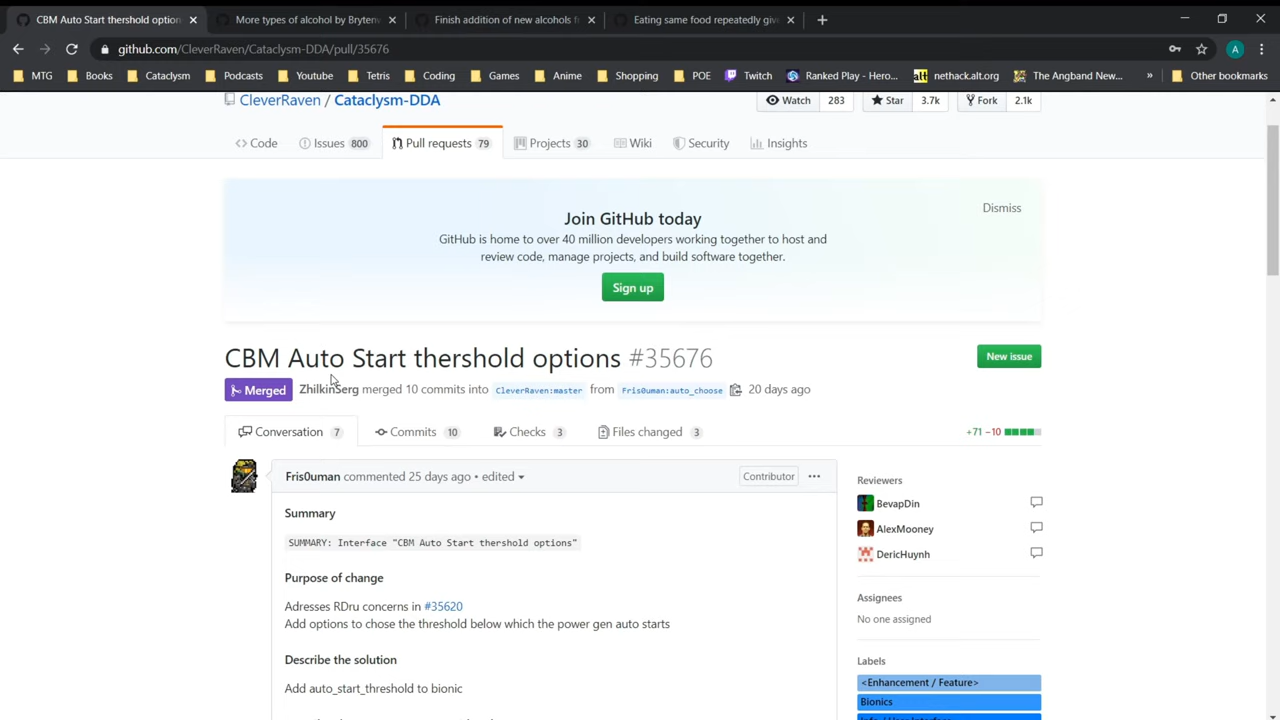 CBM Auto Start thershold option
More types of alcohol by Bryten
Finish addition of new alcohols f
Eating same food repeatedly give
github.com/CleverRaven/Cataclysm-DDA/pull/35676
A
MTG Books Cataclysm Podcasts Youtube Tetris Coding Games Anime Shopping POE Twitch Ranked Play - Hero... alt nethack.alt.org The Angband New... » Other bookmarks
CleverRaven / Cataclysm-DDA
Watch 283 Star 3.7k Fork 2.1k
Code Issues 800 Pull requests 79 Projects 30 Wiki Security Insights
Join GitHub today
Dismiss
GitHub is home to over 40 million developers working together to host and
review code, manage projects, and build software together.
Sign up
CBM Auto Start thershold options #35676
New issue
Merged ZhilkinSerg merged 10 commits into CleverRaven:master from Fris0uman:auto_choose 20 days ago
Conversation 7 Commits 10 Checks 3 Files changed 3
+71 −10
Fris0uman commented 25 days ago • edited
Contributor
Summary
SUMMARY: Interface "CBM Auto Start thershold options"
Purpose of change
Adresses RDru concerns in #35620
Add options to chose the threshold below which the power gen auto starts
Describe the solution
Add auto_start_threshold to bionic
Reviewers
BevapDin
AlexMooney
DericHuynh
Assignees
No one assigned
Labels
<Enhancement / Feature>
Bionics